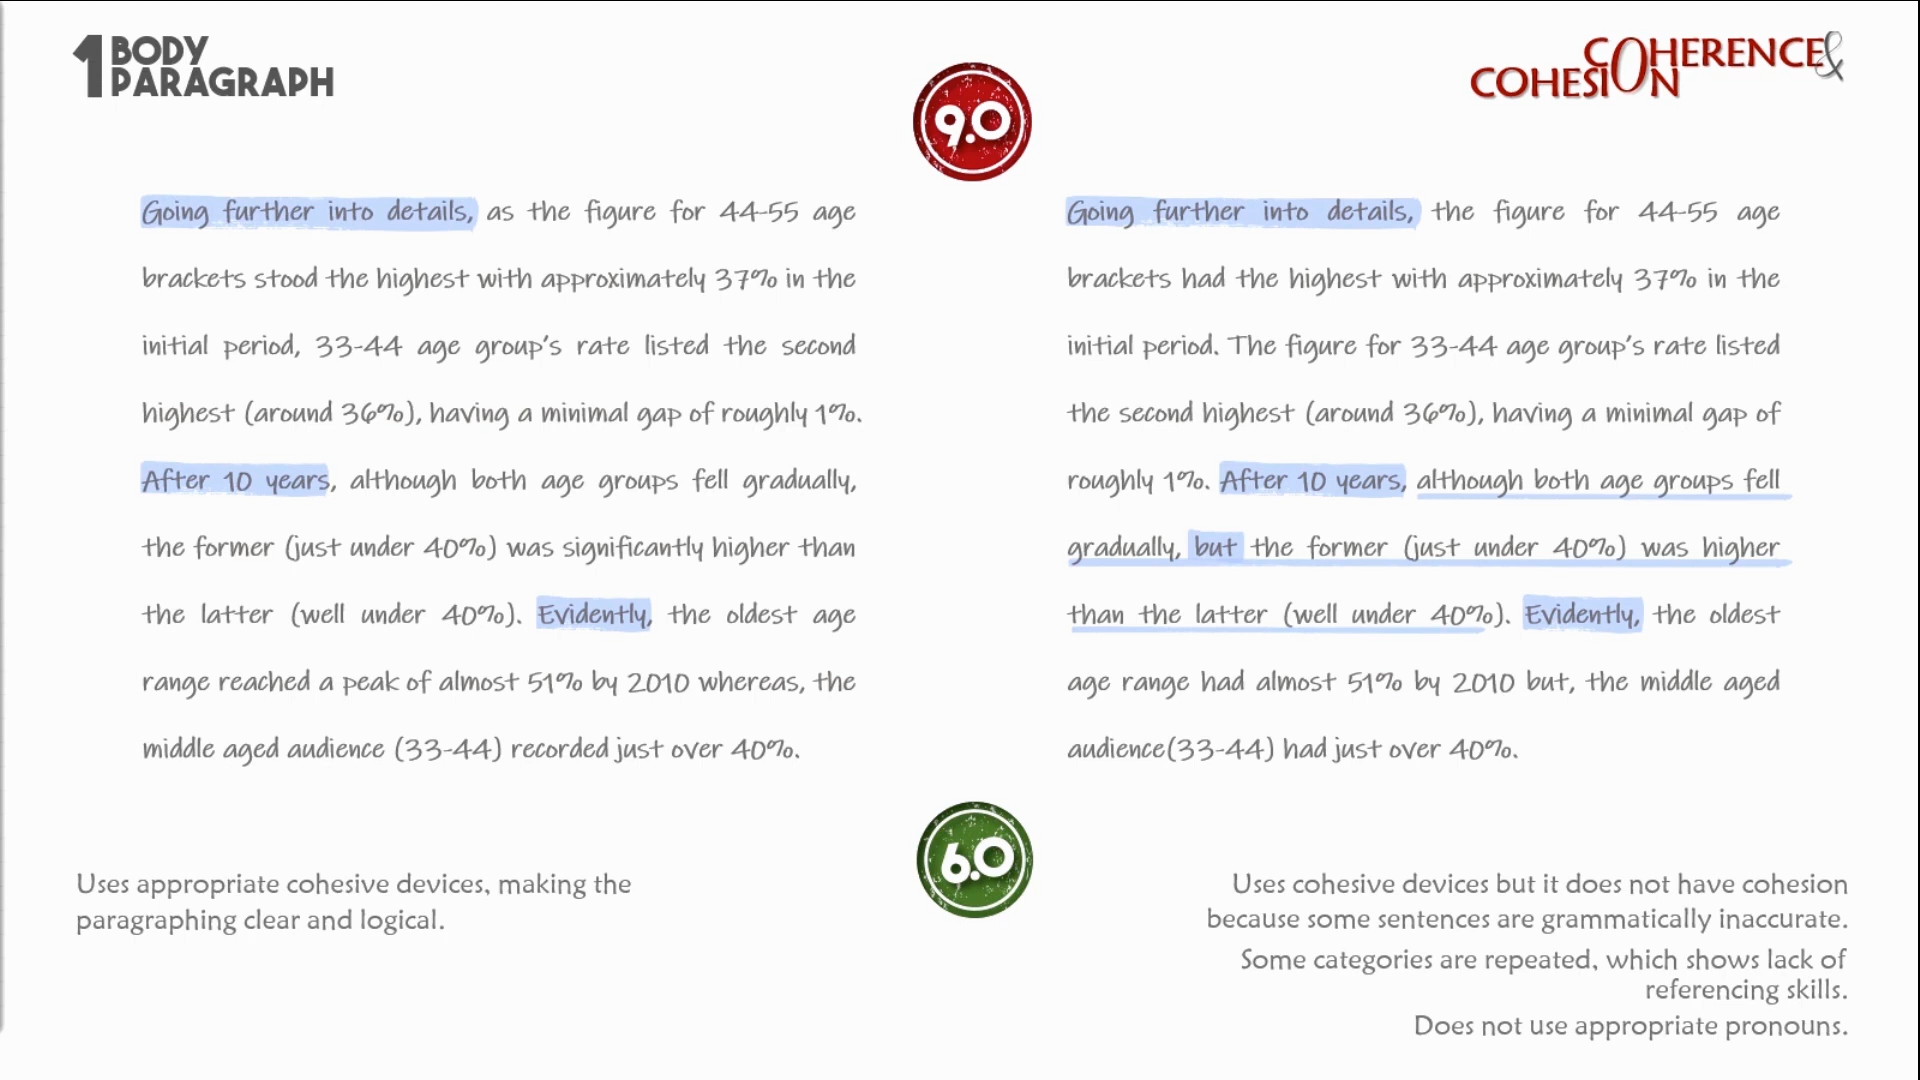 1 BODY
PARAGRAPH
COHERENCE &
COHESION
9.0
Going further into details, as the figure for 44-55 age
brackets stood the highest with approximately 37% in the
initial period, 33-44 age group's rate listed the second
highest (around 36%), having a minimal gap of roughly 1%.
After 10 years, although both age groups fell gradually,
the former (just under 40%) was significantly higher than
the latter (well under 40%). Evidently, the oldest age
range reached a peak of almost 51% by 2010 whereas, the
middle aged audience (33-44) recorded just over 40%.
Going further into details, the figure for 44-55 age
brackets had the highest with approximately 37% in the
initial period. The figure for 33-44 age group's rate listed
the second highest (around 36%), having a minimal gap of
roughly 1%. After 10 years, although both age groups fell
gradually, but the former (just under 40%) was higher
than the latter (well under 40%). Evidently, the oldest
age range had almost 51% by 2010 but, the middle aged
audience(33-44) had just over 40%.
6.0
Uses appropriate cohesive devices, making the
paragraphing clear and logical.
Uses cohesive devices but it does not have cohesion
because some sentences are grammatically inaccurate.
Some categories are repeated, which shows lack of
referencing skills.
Does not use appropriate pronouns.